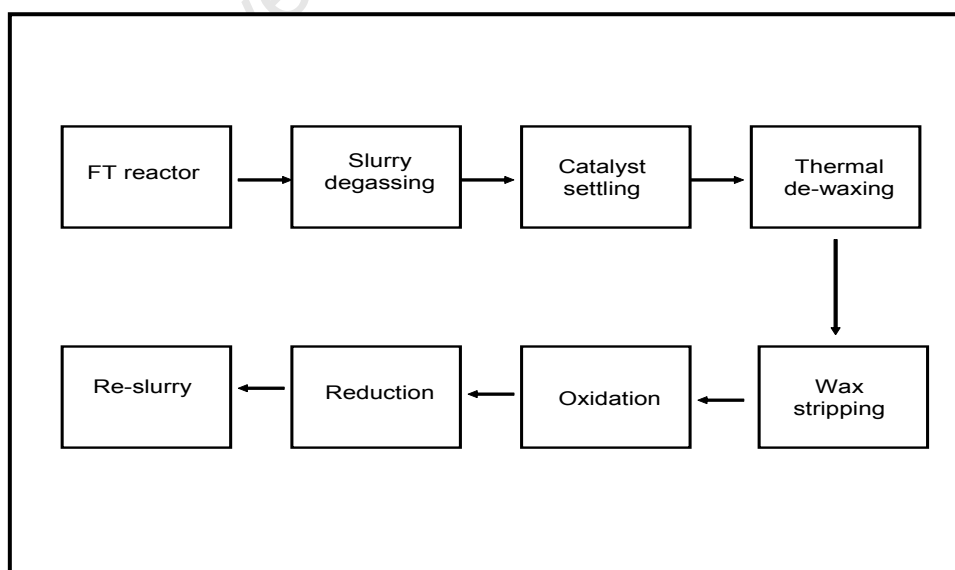 FT reactor
Slurry
degassing
Catalyst
settling
Thermal
de-waxing
Wax
stripping
Oxidation
Reduction
Re-slurry